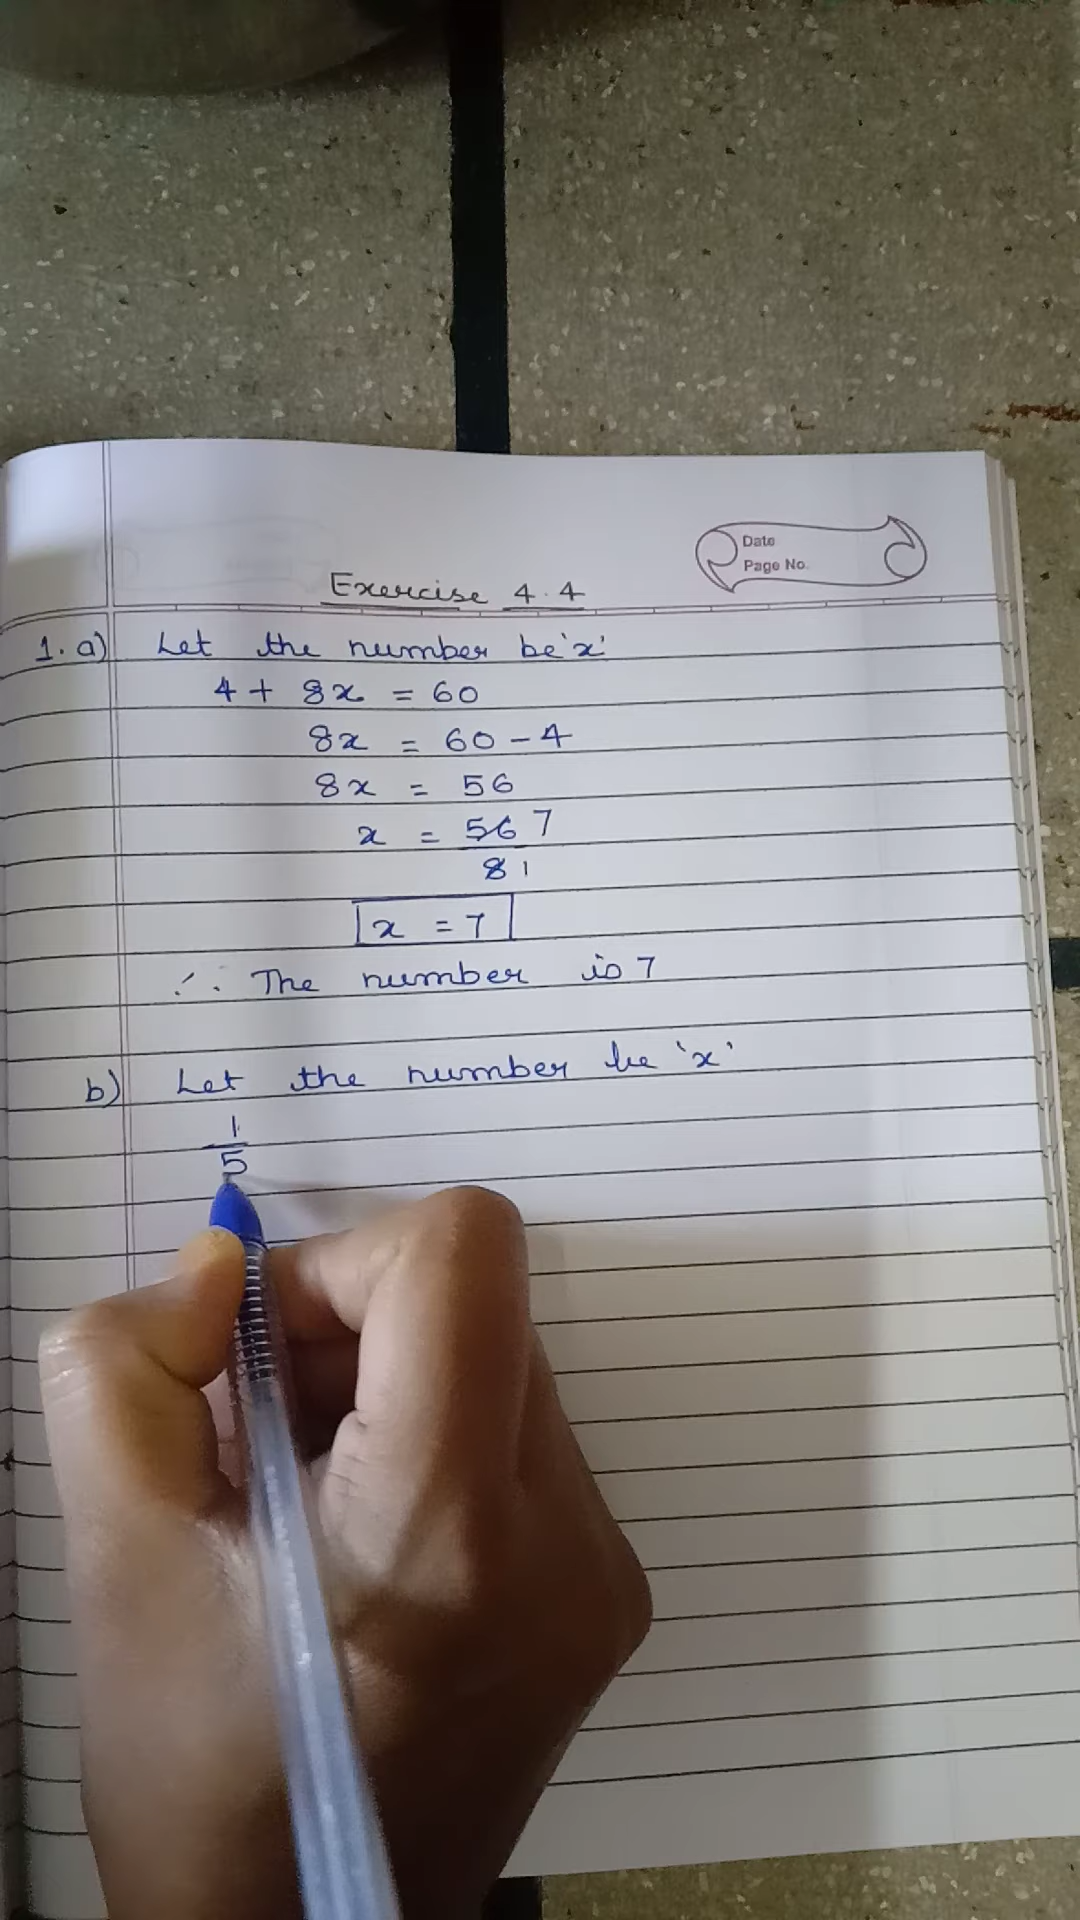 Date
Page No.
Exercise 4.4
1. a) Let the number be 'x'
4 + 8x = 60
8x = 60 - 4
8x = 56
x = 56 7
8 1
x = 7
∴ The number is 7
b) Let the number be 'x'
1
5